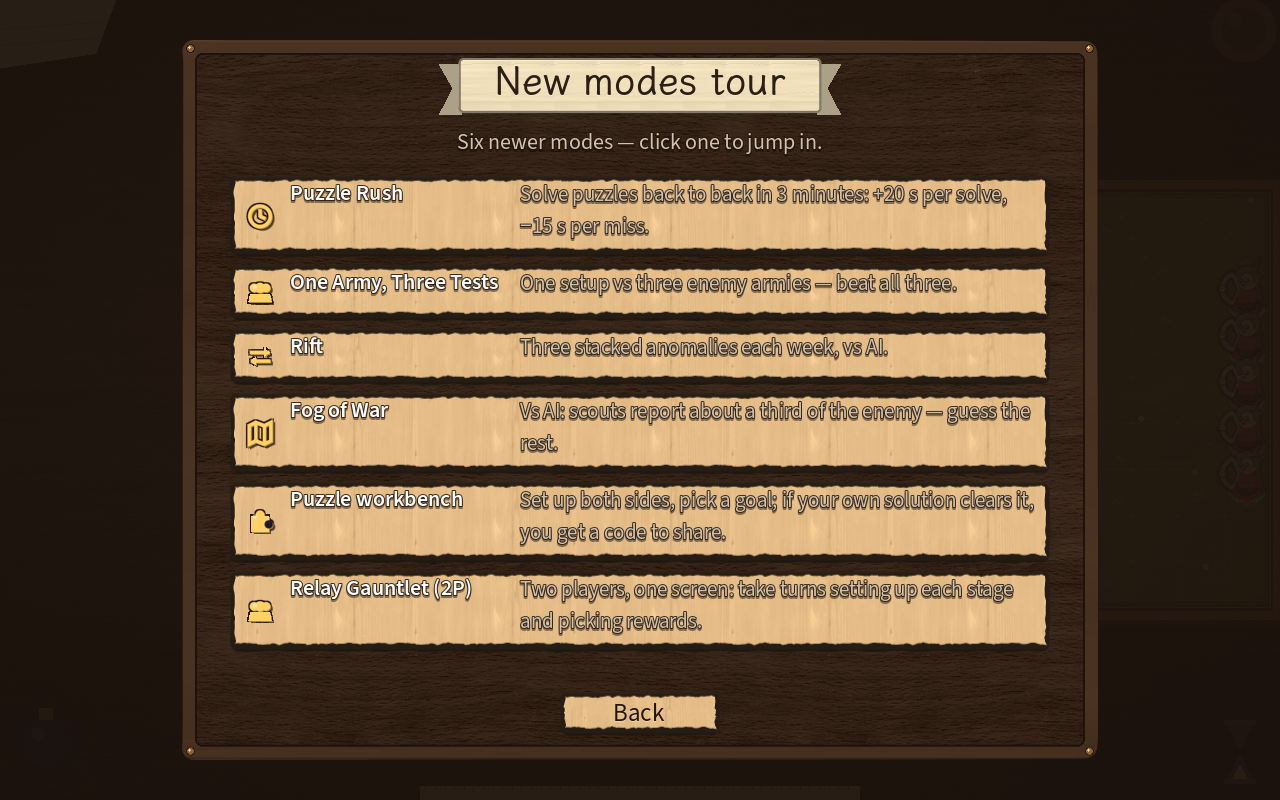 New modes tour
Six newer modes — click one to jump in.
Puzzle Rush
Solve puzzles back to back in 3 minutes: +20 s per solve,
−15 s per miss.
One Army, Three Tests
One setup vs three enemy armies — beat all three.
Rift
Three stacked anomalies each week, vs AI.
Fog of War
Vs AI: scouts report about a third of the enemy — guess the
rest.
Puzzle workbench
Set up both sides, pick a goal; if your own solution clears it,
you get a code to share.
Relay Gauntlet (2P)
Two players, one screen: take turns setting up each stage
and picking rewards.
Back